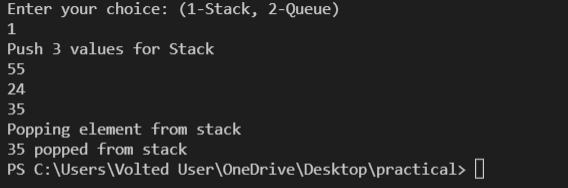 Enter your choice: (1-Stack, 2-Queue)
1
Push 3 values for Stack
55
24
35
Popping element from stack
35 popped from stack
PS C:\Users\Volted User\OneDrive\Desktop\practical>